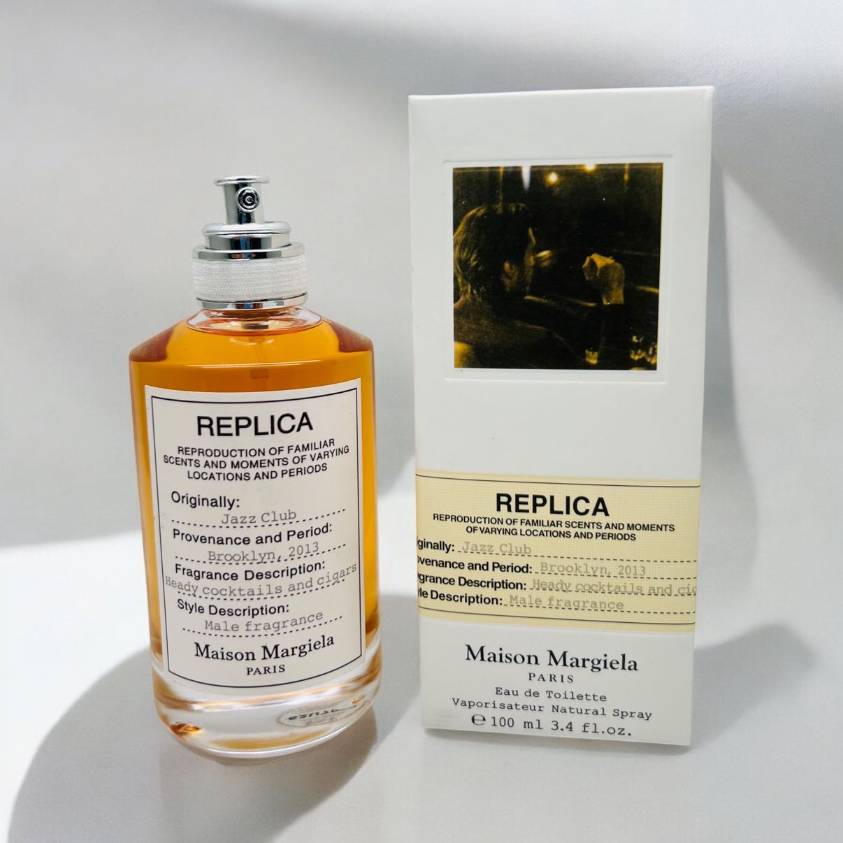 REPLICA
REPRODUCTION OF FAMILIAR
SCENTS AND MOMENTS OF VARYING
LOCATIONS AND PERIODS
Originally:
Jazz Club
Provenance and Period:
Brooklyn, 2013
Fragrance Description:
Heady cocktails and cigars
Style Description:
Male fragrance
Maison Margiela
PARIS
REPLICA
REPRODUCTION OF FAMILIAR SCENTS AND MOMENTS
OF VARYING LOCATIONS AND PERIODS
ginally: Jazz Club
ovenance and Period: Brooklyn, 2013
agrance Description: Heady cocktails and cig
le Description: Male fragrance
Maison Margiela
PARIS
Eau de Toilette
Vaporisateur Natural Spray
℮ 100 ml 3.4 fl.oz.